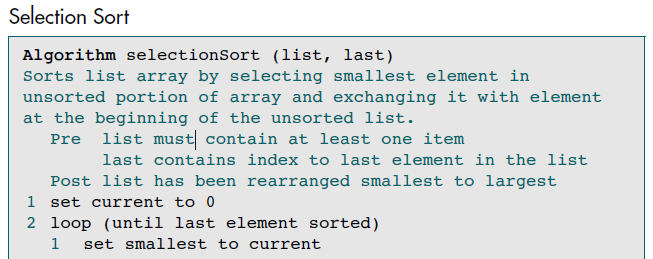 Selection Sort
Algorithm selectionSort (list, last)
Sorts list array by selecting smallest element in
unsorted portion of array and exchanging it with element
at the beginning of the unsorted list.
Pre list must contain at least one item
last contains index to last element in the list
Post list has been rearranged smallest to largest
1 set current to 0
2 loop (until last element sorted)
1 set smallest to current